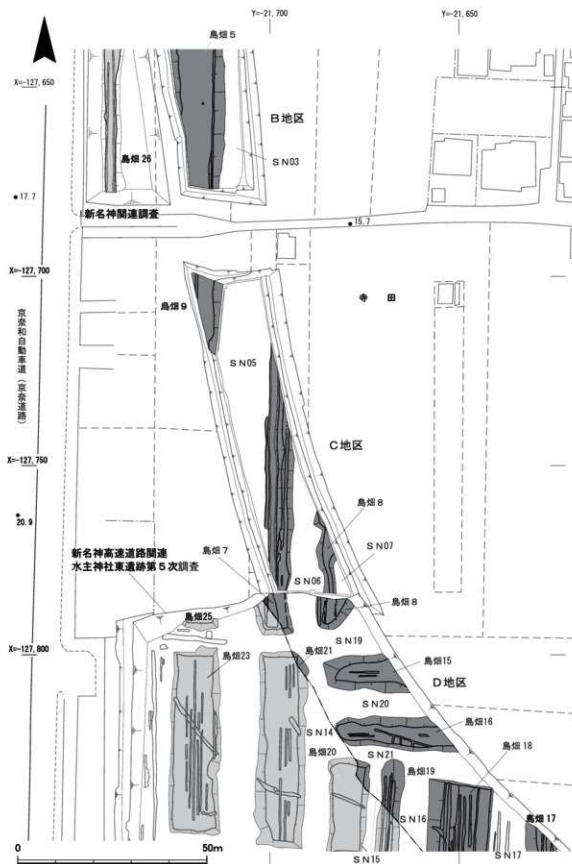 Y=-21,700
Y=-21,650
島畑5
X=-127,650
B地区
島畑26
SN03
17.7
新名神関連調査
15.7
X=-127,700
寺田
島畑9
京奈和自動車道(京奈道路)
SN05
C地区
X=-127,750
島畑8
20.9
新名神高速道路関連
水主神社東遺跡第5次調査
島畑7
SN07
SN06
島畑8
島畑25
SN19
X=-127,800
島畑23
島畑21
島畑15
D地区
SN20
島畑16
SN14
島畑20
SN21
島畑18
島畑19
SN16
島畑17
SN15
SN17
0
50m